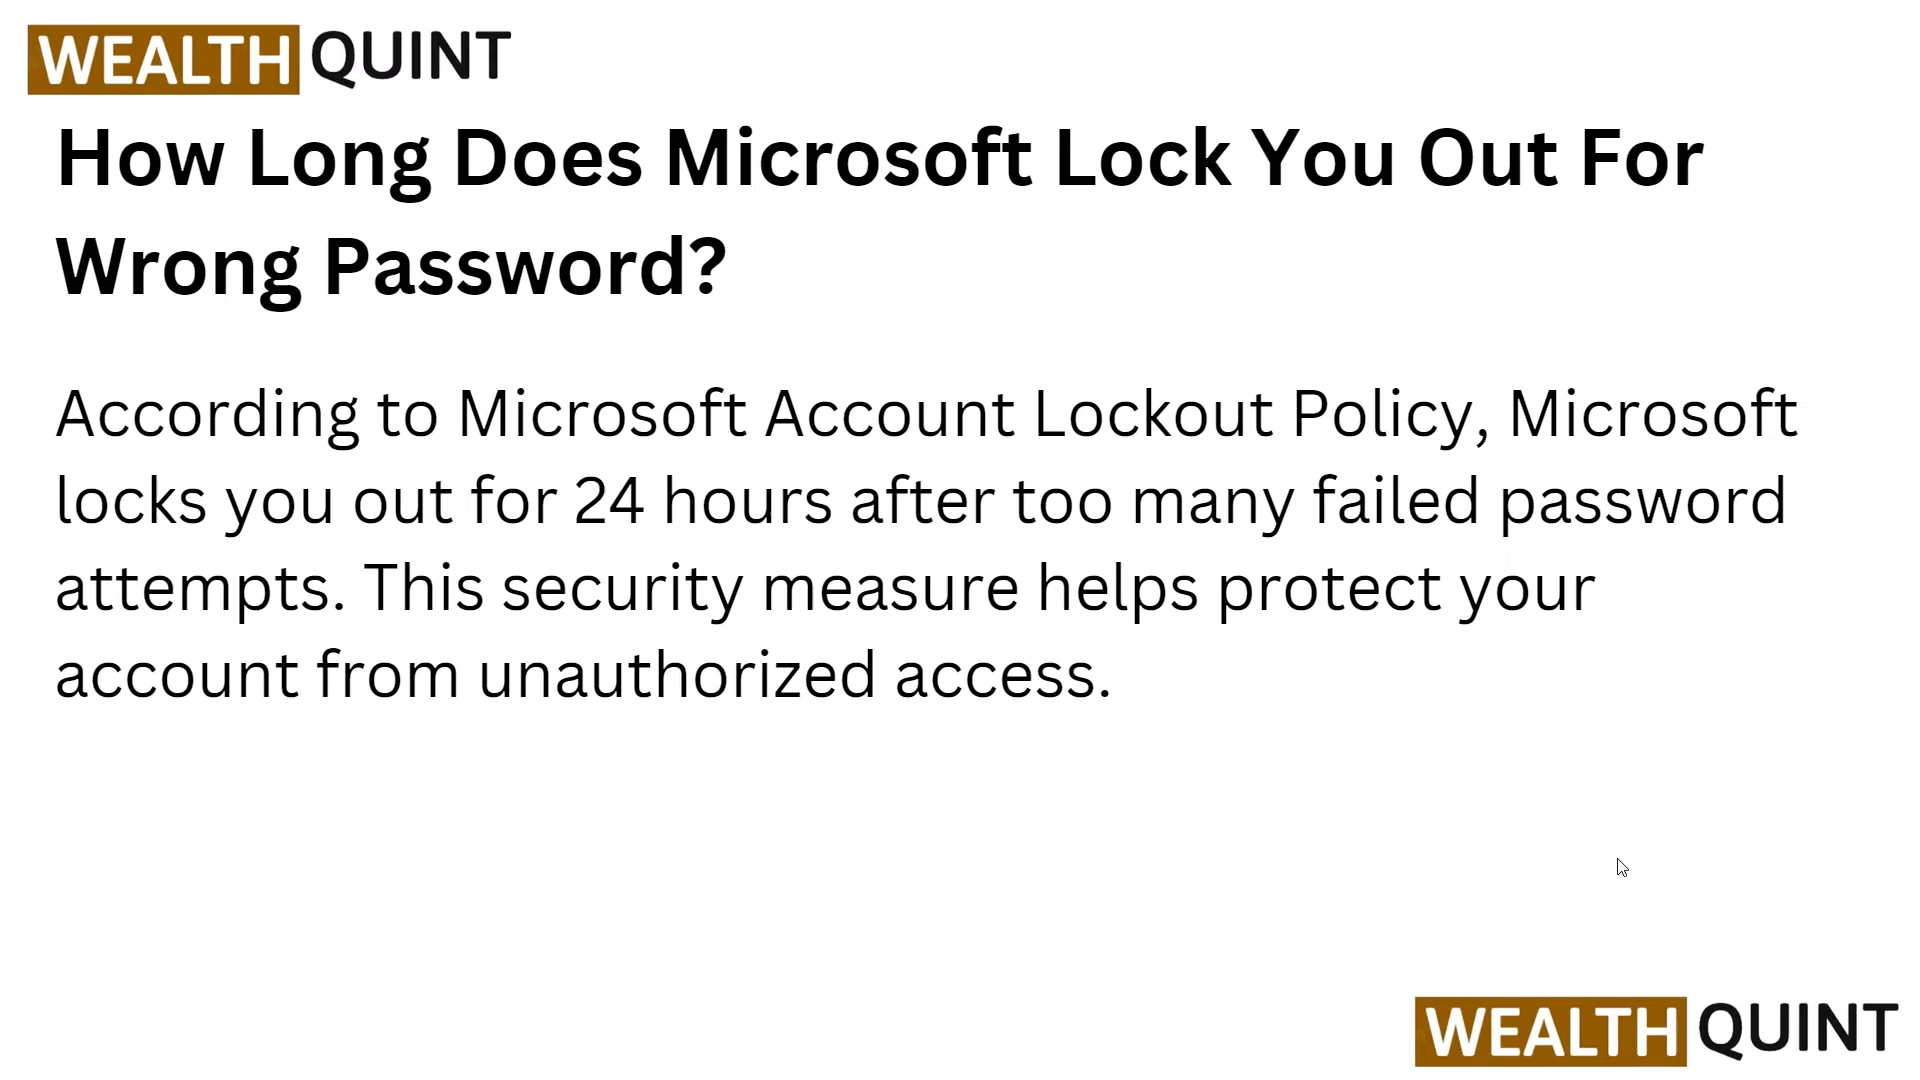 WEALTH QUINT
How Long Does Microsoft Lock You Out For
Wrong Password?
According to Microsoft Account Lockout Policy, Microsoft
locks you out for 24 hours after too many failed password
attempts. This security measure helps protect your
account from unauthorized access.
WEALTH QUINT